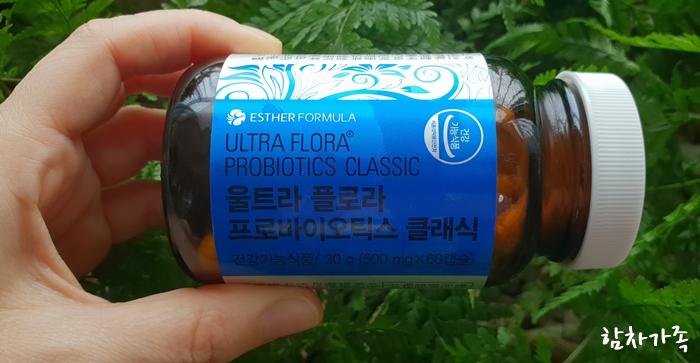 ESTHER FORMULA
ULTRA FLORA®
PROBIOTICS CLASSIC
울트라 플로라
프로바이오틱스 클래식
건강기능식품/ 30 g (500 mg×60캡슐)
건강
기능식품
함차가족